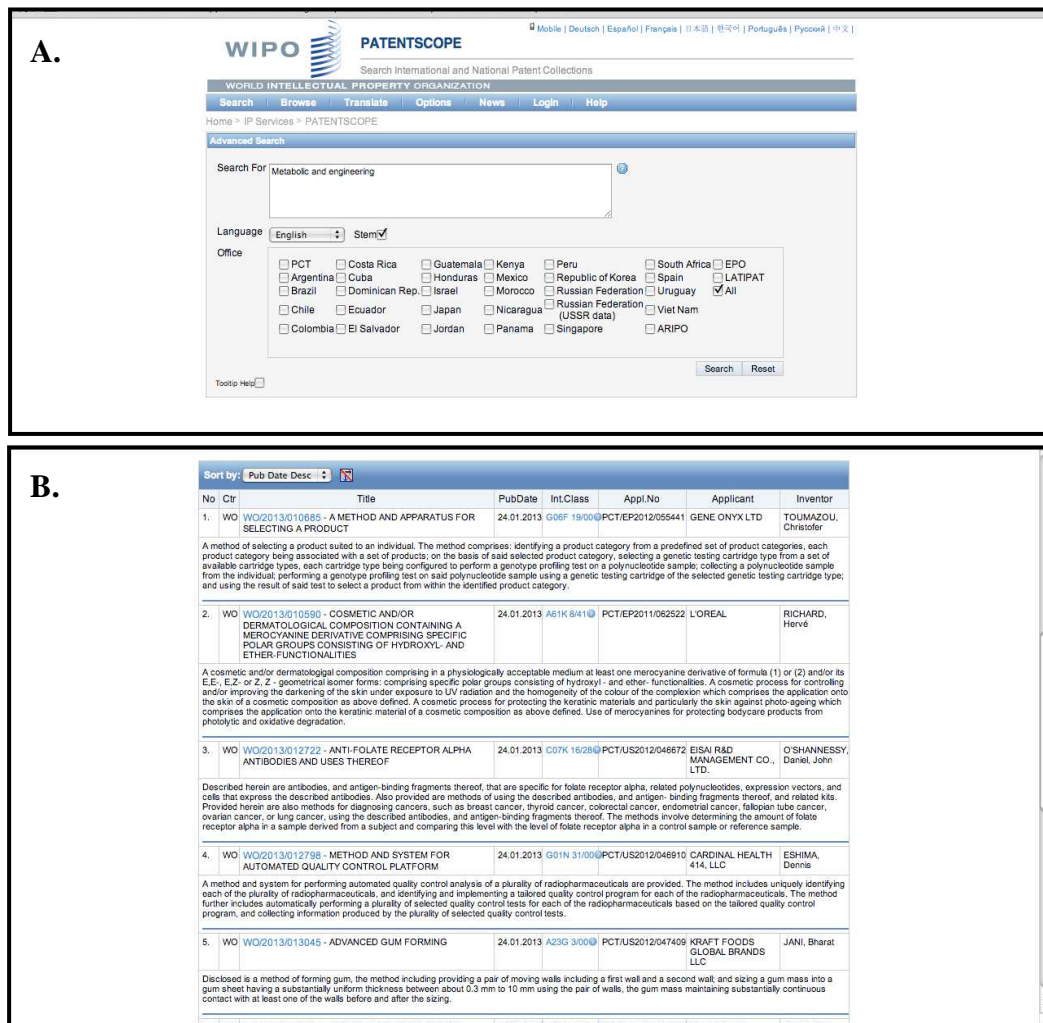 A.
Mobile | Deutsch | Español | Français | 日本語 | 한국어 | Português | Русский | 中文 |
WIPO PATENTSCOPE
Search International and National Patent Collections
WORLD INTELLECTUAL PROPERTY ORGANIZATION
Search Browse Translate Options News Login Help
Home > IP Services > PATENTSCOPE
Advanced Search
Search For Metabolic and engineering
Language English Stem
Office
PCT Costa Rica Guatemala Kenya Peru South Africa EPO
Argentina Cuba Honduras Mexico Republic of Korea Spain LATIPAT
Brazil Dominican Rep. Israel Morocco Russian Federation Uruguay All
Chile Ecuador Japan Nicaragua Russian Federation (USSR data) Viet Nam
Colombia El Salvador Jordan Panama Singapore ARIPO
Search Reset
Tooltip Help
B.
Sort by: Pub Date Desc
No Ctr Title PubDate Int.Class Appl.No Applicant Inventor
1. WO WO/2013/010685 - A METHOD AND APPARATUS FOR 24.01.2013 G06F 19/00 PCT/EP2012/055441 GENE ONYX LTD TOUMAZOU,
SELECTING A PRODUCT Christofer
A method of selecting a product suited to an individual. The method comprises: identifying a product category from a predefined set of product categories, each
product category being associated with a set of products; on the basis of said selected product category, selecting a genetic testing cartridge type from a set of
available cartridge types, each cartridge type being configured to perform a genotype profiling test on a polynucleotide sample; collecting a polynucleotide sample
from the individual; performing a genotype profiling test on said polynucleotide sample using a genetic testing cartridge of the selected genetic testing cartridge type;
and using the result of said test to select a product from within the identified product category.
2. WO WO/2013/010590 - COSMETIC AND/OR 24.01.2013 A61K 8/41 PCT/EP2011/062522 L'OREAL RICHARD,
DERMATOLOGICAL COMPOSITION CONTAINING A Hervé
MEROCYANINE DERIVATIVE COMPRISING SPECIFIC
POLAR GROUPS CONSISTING OF HYDROXYL- AND
ETHER-FUNCTIONALITIES
A cosmetic and/or dermatologigal composition comprising in a physiologically acceptable medium at least one merocyanine derivative of formula (1) or (2) and/or its
E,E-, E,Z- or Z, Z - geometrical isomer forms: comprising specific polar groups consisting of hydroxyl - and ether- functionalities. A cosmetic process for controlling
and/or improving the darkening of the skin under exposure to UV radiation and the homogeneity of the colour of the complexion which comprises the application onto
the skin of a cosmetic composition as above defined. A cosmetic process for protecting the keratinic materials and particularly the skin against photo-ageing which
comprises the application onto the keratinic material of a cosmetic composition as above defined. Use of merocyanines for protecting bodycare products from
photolytic and oxidative degradation.
3. WO WO/2013/012722 - ANTI-FOLATE RECEPTOR ALPHA 24.01.2013 C07K 16/28 PCT/US2012/046672 EISAI R&D O'SHANNESSY,
ANTIBODIES AND USES THEREOF MANAGEMENT CO., Daniel, John
LTD.
Described herein are antibodies, and antigen-binding fragments thereof, that are specific for folate receptor alpha, related polynucleotides, expression vectors, and
cells that express the described antibodies. Also provided are methods of using the described antibodies, and antigen- binding fragments thereof, and related kits.
Provided herein are also methods for diagnosing cancers, such as breast cancer, thyroid cancer, colorectal cancer, endometrial cancer, fallopian tube cancer,
ovarian cancer, or lung cancer, using the described antibodies, and antigen-binding fragments thereof. The methods involve determining the amount of folate
receptor alpha in a sample derived from a subject and comparing this level with the level of folate receptor alpha in a control sample or reference sample.
4. WO WO/2013/012798 - METHOD AND SYSTEM FOR 24.01.2013 G01N 31/00 PCT/US2012/046910 CARDINAL HEALTH ESHIMA,
AUTOMATED QUALITY CONTROL PLATFORM 414, LLC Dennis
A method and system for performing automated quality control analysis of a plurality of radiopharmaceuticals are provided. The method includes uniquely identifying
each of the plurality of radiopharmaceuticals, and identifying and implementing a tailored quality control program for each of the radiopharmaceuticals. The method
further includes automatically performing a plurality of selected quality control tests for each of the radiopharmaceuticals based on the tailored quality control
program, and collecting information produced by the plurality of selected quality control tests.
5. WO WO/2013/013045 - ADVANCED GUM FORMING 24.01.2013 A23G 3/00 PCT/US2012/047409 KRAFT FOODS JANI, Bharat
GLOBAL BRANDS
LLC
Disclosed is a method of forming gum, the method including providing a pair of moving walls including a first wall and a second wall; and sizing a gum mass into a
gum sheet having a substantially uniform thickness between about 0.3 mm to 10 mm using the pair of walls, the gum mass maintaining substantially continuous
contact with at least one of the walls before and after the sizing.